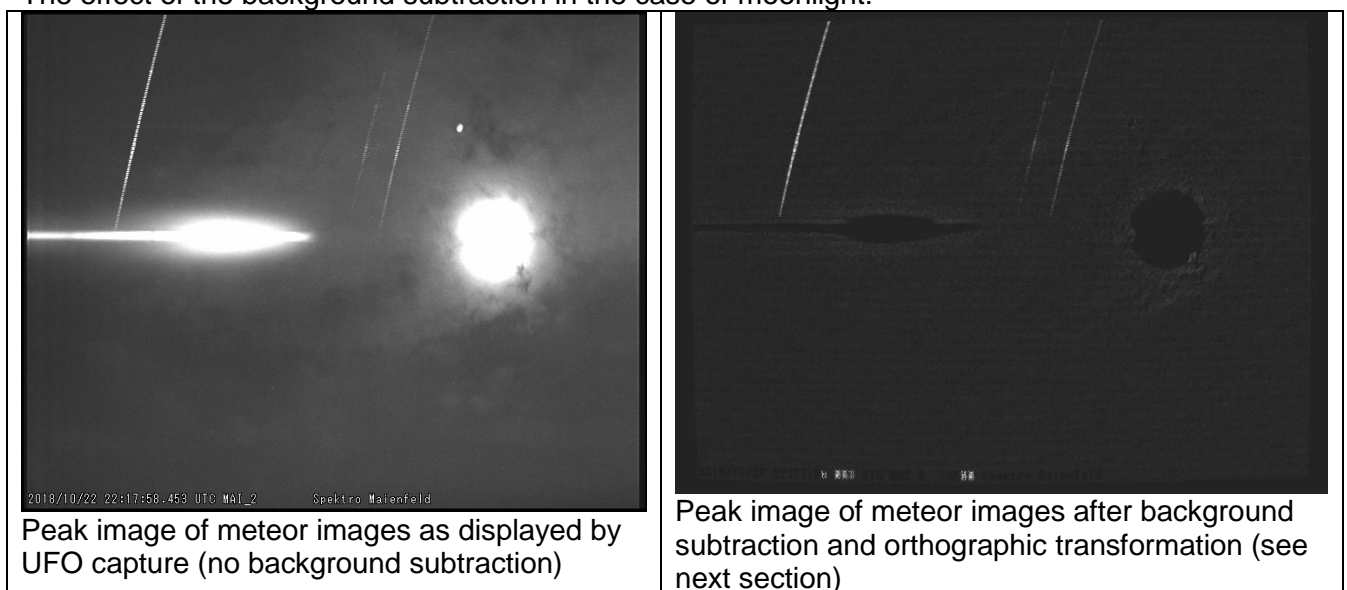 The effect of the background subtraction in the case of moonlight.
2018/10/22 22:17:58.453 UTC MAI_2 Spektro Maienfeld
Peak image of meteor images as displayed by
UFO capture (no background subtraction)
Peak image of meteor images after background
subtraction and orthographic transformation (see
next section)